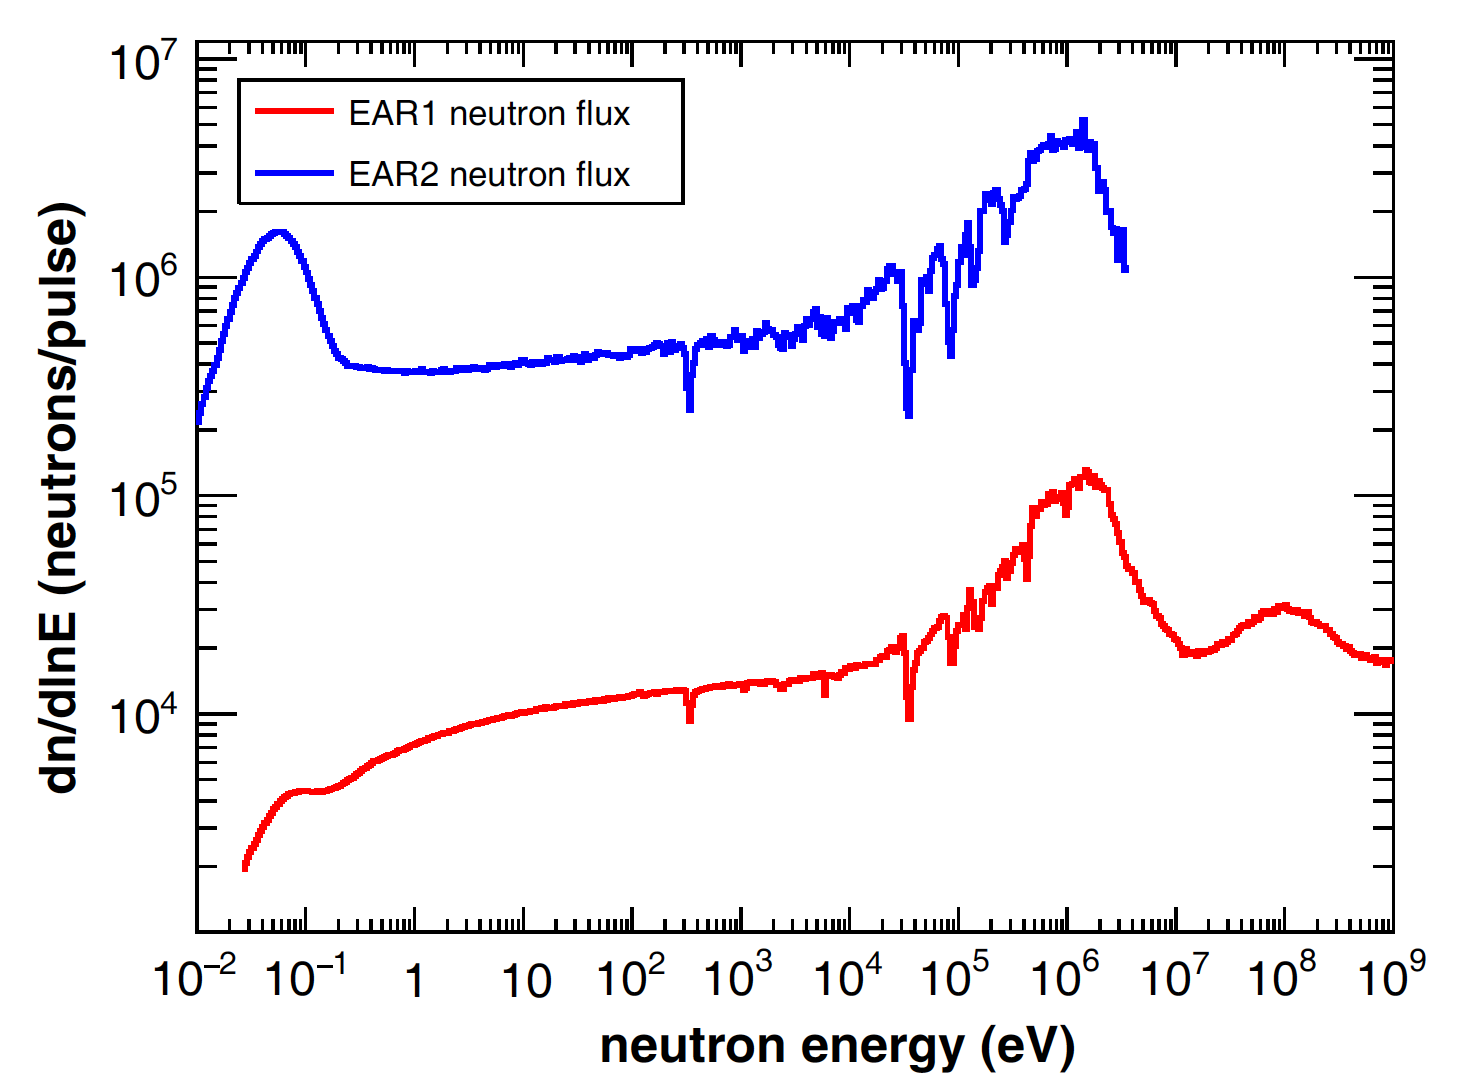 10⁷
EAR1 neutron flux
EAR2 neutron flux
10⁶
10⁵
10⁴
dn/dlnE (neutrons/pulse)
10⁻² 10⁻¹ 1 10 10² 10³ 10⁴ 10⁵ 10⁶ 10⁷ 10⁸ 10⁹
neutron energy (eV)